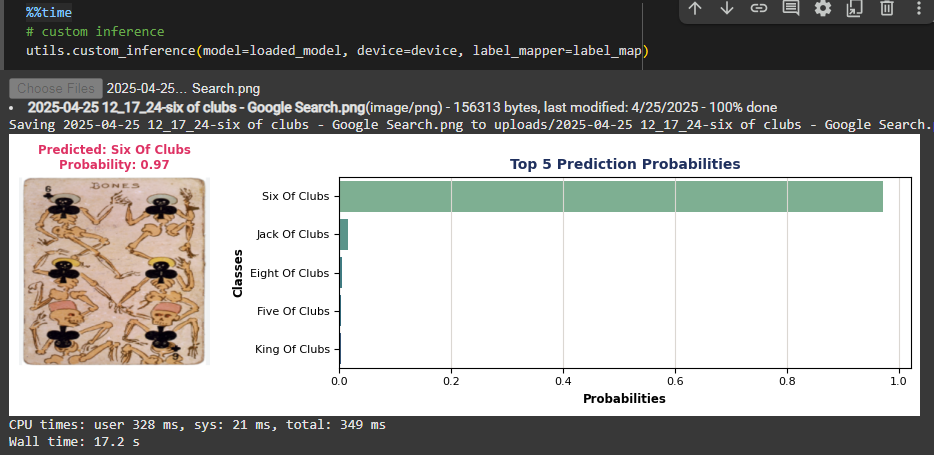 %%time
# custom inference
utils.custom_inference(model=loaded_model, device=device, label_mapper=label_map)
Choose Files 2025-04-25... Search.png
• 2025-04-25 12_17_24-six of clubs - Google Search.png(image/png) - 156313 bytes, last modified: 4/25/2025 - 100% done
Saving 2025-04-25 12_17_24-six of clubs - Google Search.png to uploads/2025-04-25 12_17_24-six of clubs - Google Search.
Predicted: Six Of Clubs
Probability: 0.97
6
BONES
6
Top 5 Prediction Probabilities
Classes
Six Of Clubs
Jack Of Clubs
Eight Of Clubs
Five Of Clubs
King Of Clubs
0.0 0.2 0.4 0.6 0.8 1.0
Probabilities
CPU times: user 328 ms, sys: 21 ms, total: 349 ms
Wall time: 17.2 s